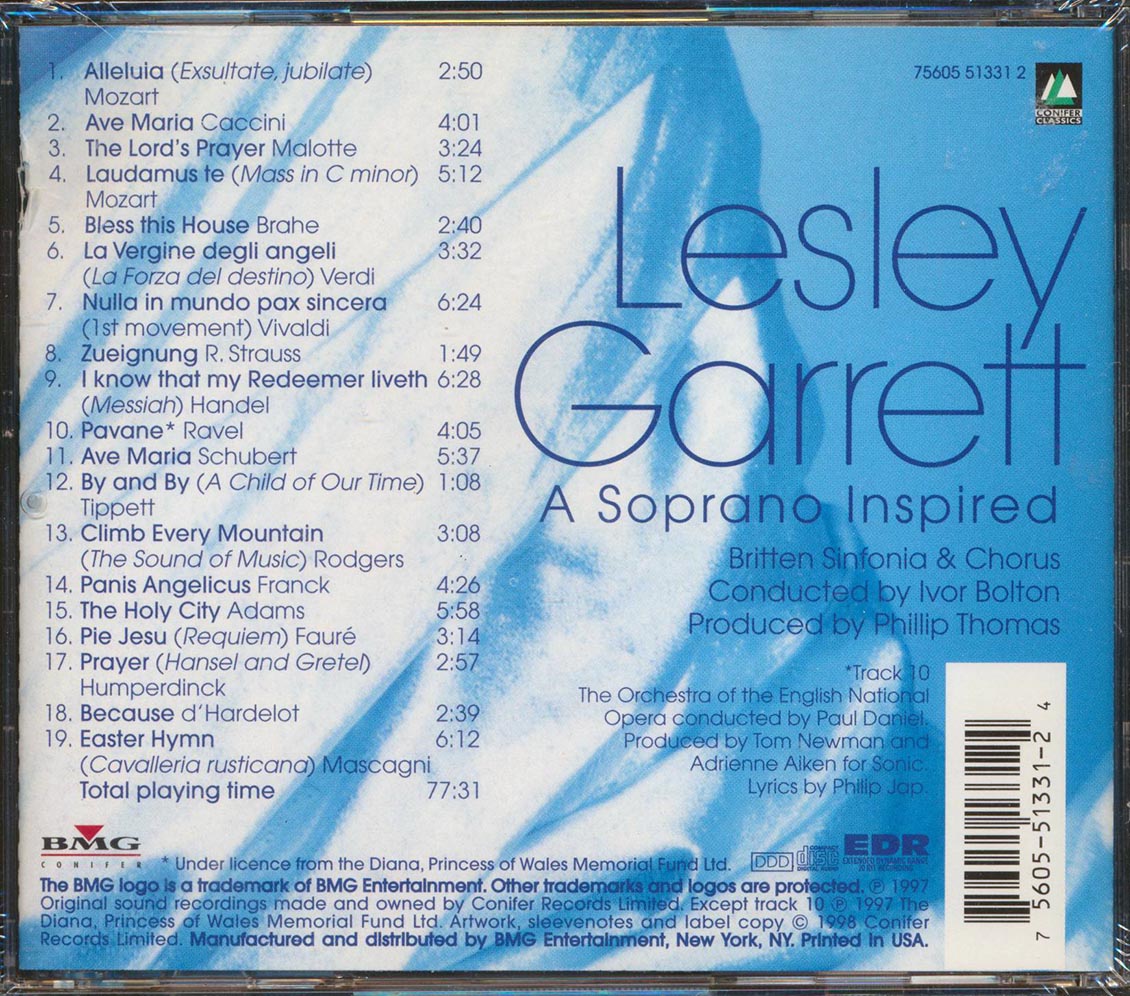 1. Alleluia (Exsultate, jubilate) 2:50
Mozart
2. Ave Maria Caccini 4:01
3. The Lord's Prayer Malotte 3:24
4. Laudamus te (Mass in C minor) 5:12
Mozart
5. Bless this House Brahe 2:40
6. La Vergine degli angeli 3:32
(La Forza del destino) Verdi
7. Nulla in mundo pax sincera 6:24
(1st movement) Vivaldi
8. Zueignung R. Strauss 1:49
9. I know that my Redeemer liveth 6:28
(Messiah) Handel
10. Pavane* Ravel 4:05
11. Ave Maria Schubert 5:37
12. By and By (A Child of Our Time) 1:08
Tippett
13. Climb Every Mountain 3:08
(The Sound of Music) Rodgers
14. Panis Angelicus Franck 4:26
15. The Holy City Adams 5:58
16. Pie Jesu (Requiem) Fauré 3:14
17. Prayer (Hansel and Gretel) 2:57
Humperdinck
18. Because d'Hardelot 2:39
19. Easter Hymn 6:12
(Cavalleria rusticana) Mascagni
Total playing time 77:31
75605 51331 2
CONIFER
CLASSICS
Lesley
Garrett
A Soprano Inspired
Britten Sinfonia & Chorus
Conducted by Ivor Bolton
Produced by Phillip Thomas
*Track 10
The Orchestra of the English National
Opera conducted by Paul Daniel.
Produced by Tom Newman and
Adrienne Aiken for Sonic.
Lyrics by Philip Jap.
7 5605-51331-2 4
BMG
CONIFER
* Under licence from the Diana, Princess of Wales Memorial Fund Ltd.
DDD
COMPACT
disc
DIGITAL AUDIO
EDR
EXTENDED DYNAMIC RANGE
20 BIT RECORDING
The BMG logo is a trademark of BMG Entertainment. Other trademarks and logos are protected. ℗ 1997
Original sound recordings made and owned by Conifer Records Limited. Except track 10 ℗ 1997 The
Diana, Princess of Wales Memorial Fund Ltd. Artwork, sleevenotes and label copy © 1998 Conifer
Records Limited. Manufactured and distributed by BMG Entertainment, New York, NY. Printed in USA.